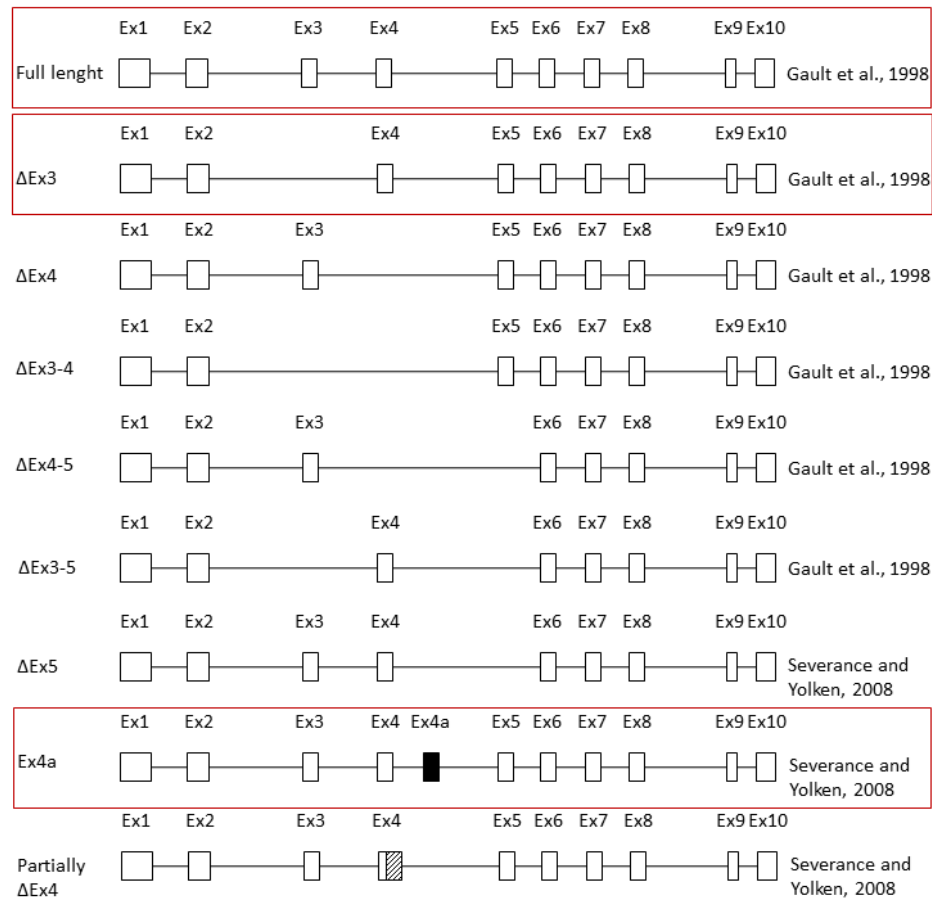 Ex1 Ex2 Ex3 Ex4 Ex5 Ex6 Ex7 Ex8 Ex9 Ex10
Full lenght Gault et al., 1998
Ex1 Ex2 Ex4 Ex5 Ex6 Ex7 Ex8 Ex9 Ex10
ΔEx3 Gault et al., 1998
Ex1 Ex2 Ex3 Ex5 Ex6 Ex7 Ex8 Ex9 Ex10
ΔEx4 Gault et al., 1998
Ex1 Ex2 Ex5 Ex6 Ex7 Ex8 Ex9 Ex10
ΔEx3-4 Gault et al., 1998
Ex1 Ex2 Ex3 Ex6 Ex7 Ex8 Ex9 Ex10
ΔEx4-5 Gault et al., 1998
Ex1 Ex2 Ex4 Ex6 Ex7 Ex8 Ex9 Ex10
ΔEx3-5 Gault et al., 1998
Ex1 Ex2 Ex3 Ex4 Ex6 Ex7 Ex8 Ex9 Ex10
ΔEx5 Severance and
Yolken, 2008
Ex1 Ex2 Ex3 Ex4 Ex4a Ex5 Ex6 Ex7 Ex8 Ex9 Ex10
Ex4a Severance and
Yolken, 2008
Ex1 Ex2 Ex3 Ex4 Ex5 Ex6 Ex7 Ex8 Ex9 Ex10
Partially Severance and
ΔEx4 Yolken, 2008